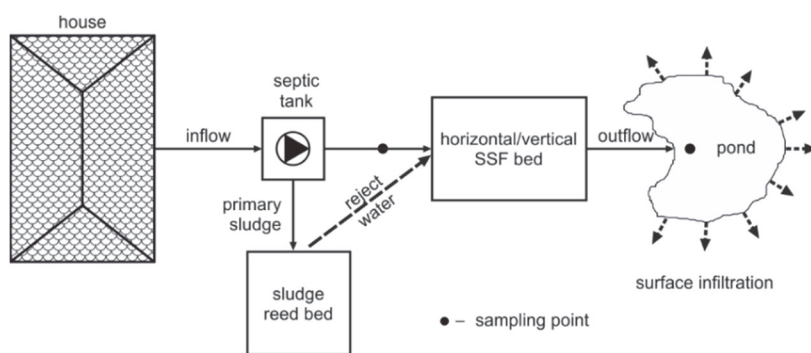 house
septic
tank
inflow
horizontal/vertical
SSF bed
outflow
pond
primary
sludge
reject
water
sludge
reed bed
surface infiltration
– sampling point